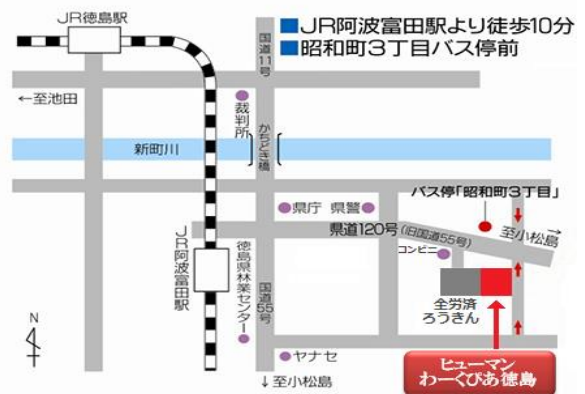 JR徳島駅
■JR阿波富田駅より徒歩10分
■昭和町3丁目バス停前
国道11号
←至池田
裁判所
かちどき橋
新町川
県庁 県警
バス停「昭和町3丁目」
県道120号(旧国道55号)
至小松島→
コンビニ
JR阿波富田駅
徳島県林業センター
国道55号
全労済
ろうきん
N
ヤナセ
↓至小松島
ヒューマン
わーくぴあ徳島